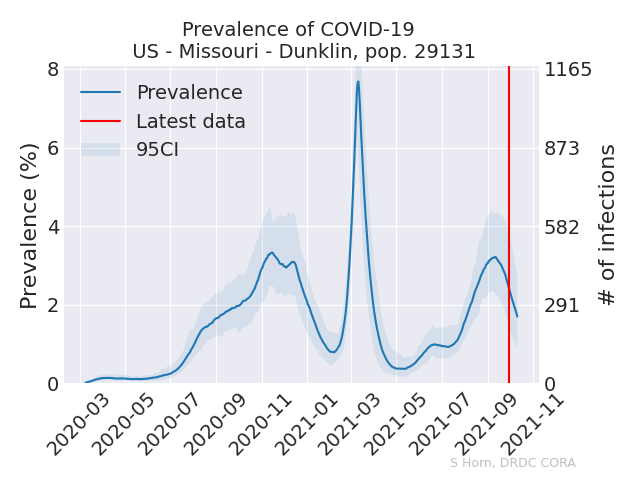 Prevalence of COVID-19
US - Missouri - Dunklin, pop. 29131
Prevalence (%)
8
6
4
2
0
Prevalence
Latest data
95CI
1165
873
582
291
0
# of infections
2020-03
2020-05
2020-07
2020-09
2020-11
2021-01
2021-03
2021-05
2021-07
2021-09
2021-11
S Horn, DRDC CORA